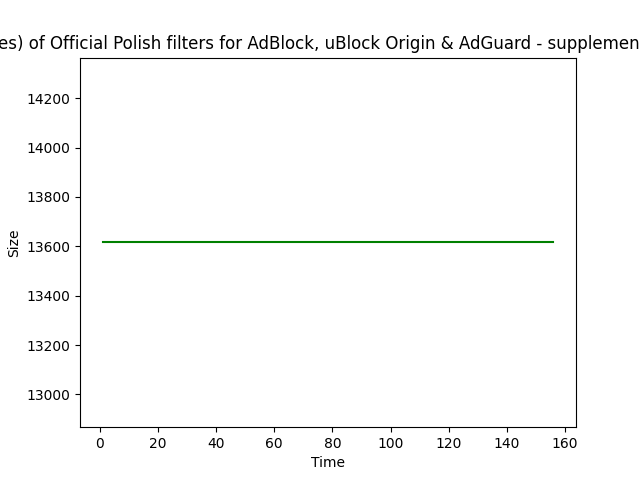 es) of Official Polish filters for AdBlock, uBlock Origin & AdGuard - supplemen
14200
14000
13800
13600
13400
13200
13000
Size
0 20 40 60 80 100 120 140 160
Time